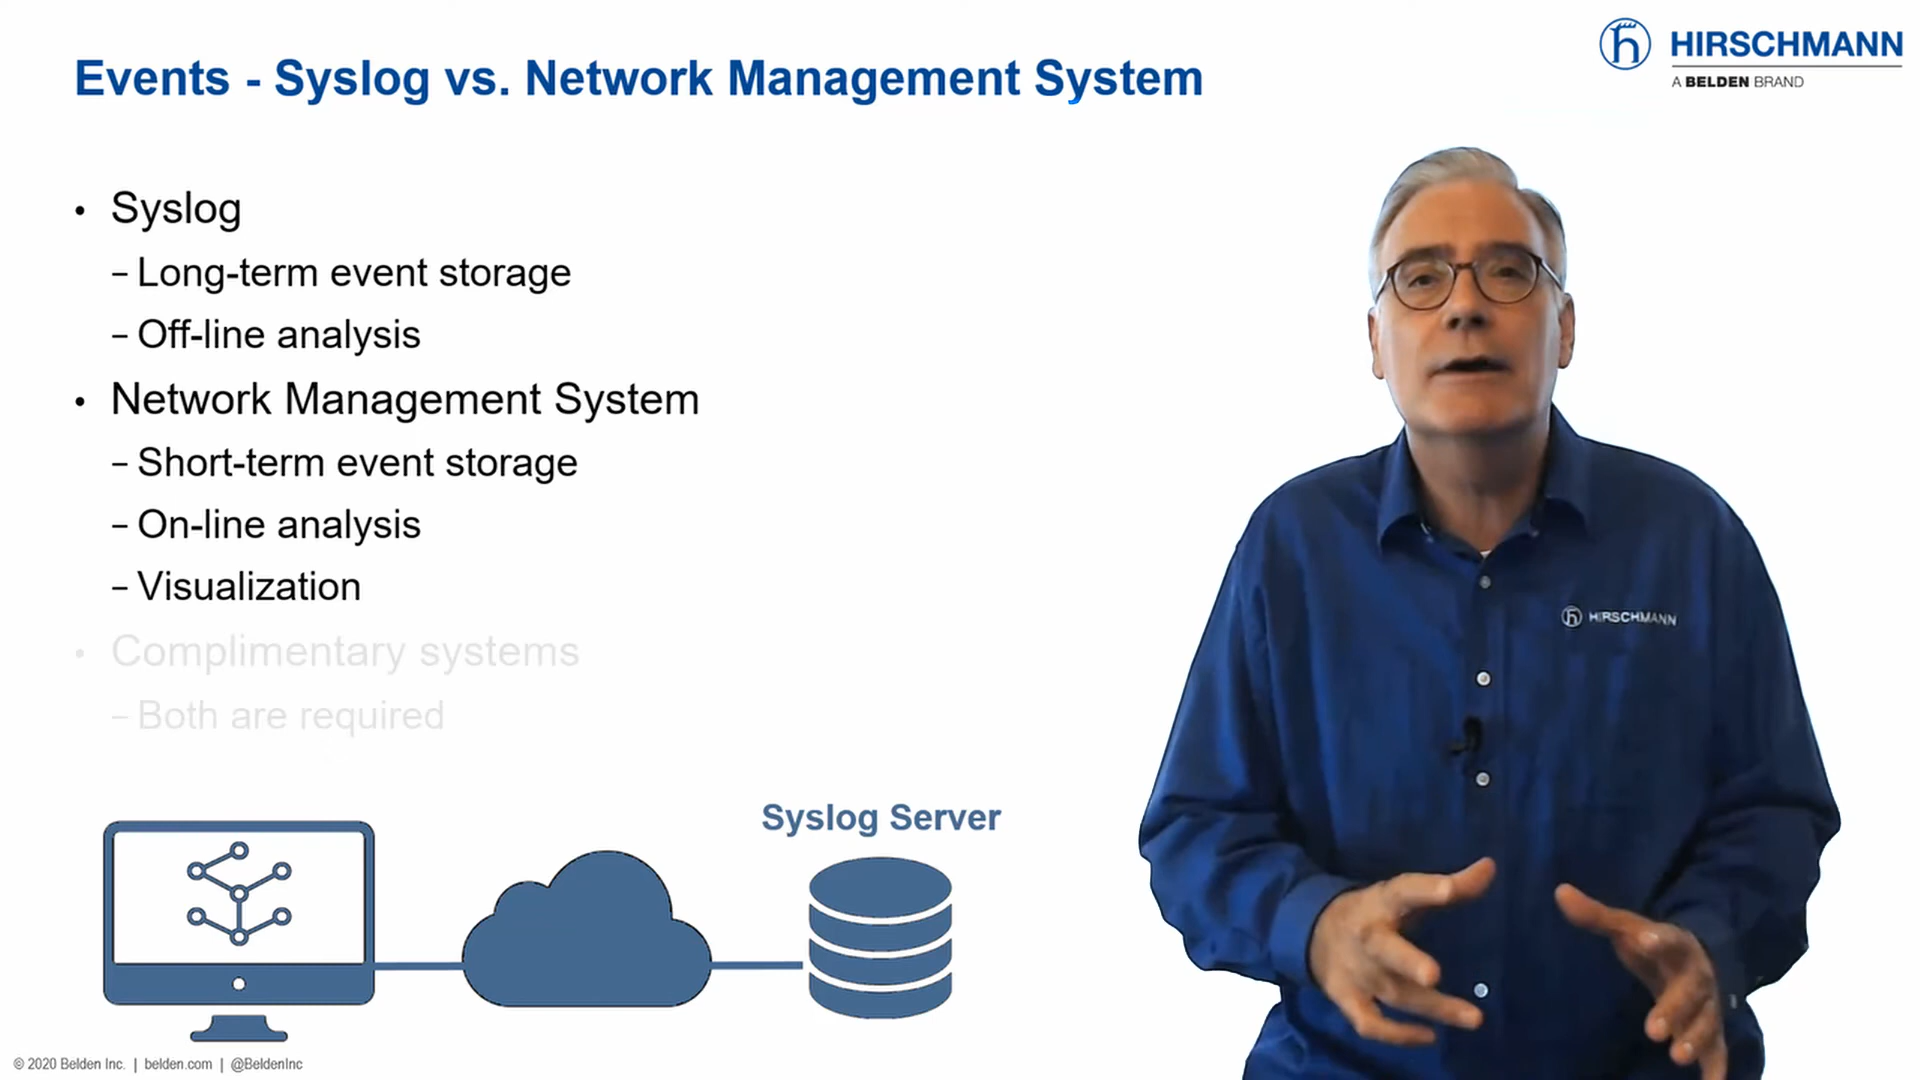 Events - Syslog vs. Network Management System
HIRSCHMANN
A BELDEN BRAND
• Syslog
– Long-term event storage
– Off-line analysis
• Network Management System
– Short-term event storage
– On-line analysis
– Visualization
• Complimentary systems
– Both are required
HIRSCHMANN
Syslog Server
© 2020 Belden Inc. | belden.com | @BeldenInc